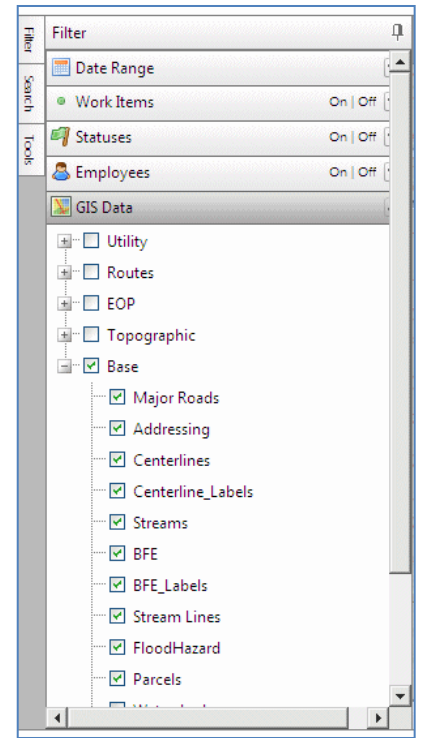 Filter
Search
Tools
Filter
Date Range
Work Items On | Off
Statuses On | Off
Employees On | Off
GIS Data
Utility
Routes
EOP
Topographic
Base
Major Roads
Addressing
Centerlines
Centerline_Labels
Streams
BFE
BFE_Labels
Stream Lines
FloodHazard
Parcels